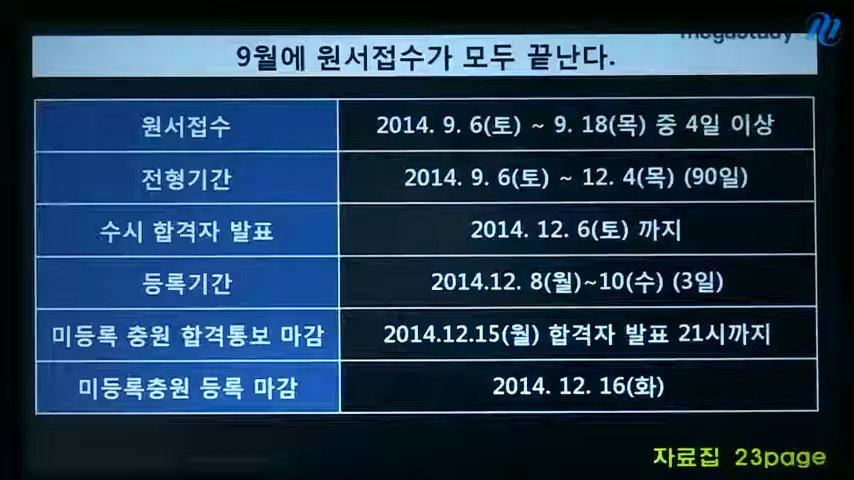 megastudy
9월에 원서접수가 모두 끝난다.
원서접수 2014. 9. 6(토) ~ 9. 18(목) 중 4일 이상
전형기간 2014. 9. 6(토) ~ 12. 4(목) (90일)
수시 합격자 발표 2014. 12. 6(토) 까지
등록기간 2014.12. 8(월)~10(수) (3일)
미등록 충원 합격통보 마감 2014.12.15(월) 합격자 발표 21시까지
미등록충원 등록 마감 2014. 12. 16(화)
자료집 23page